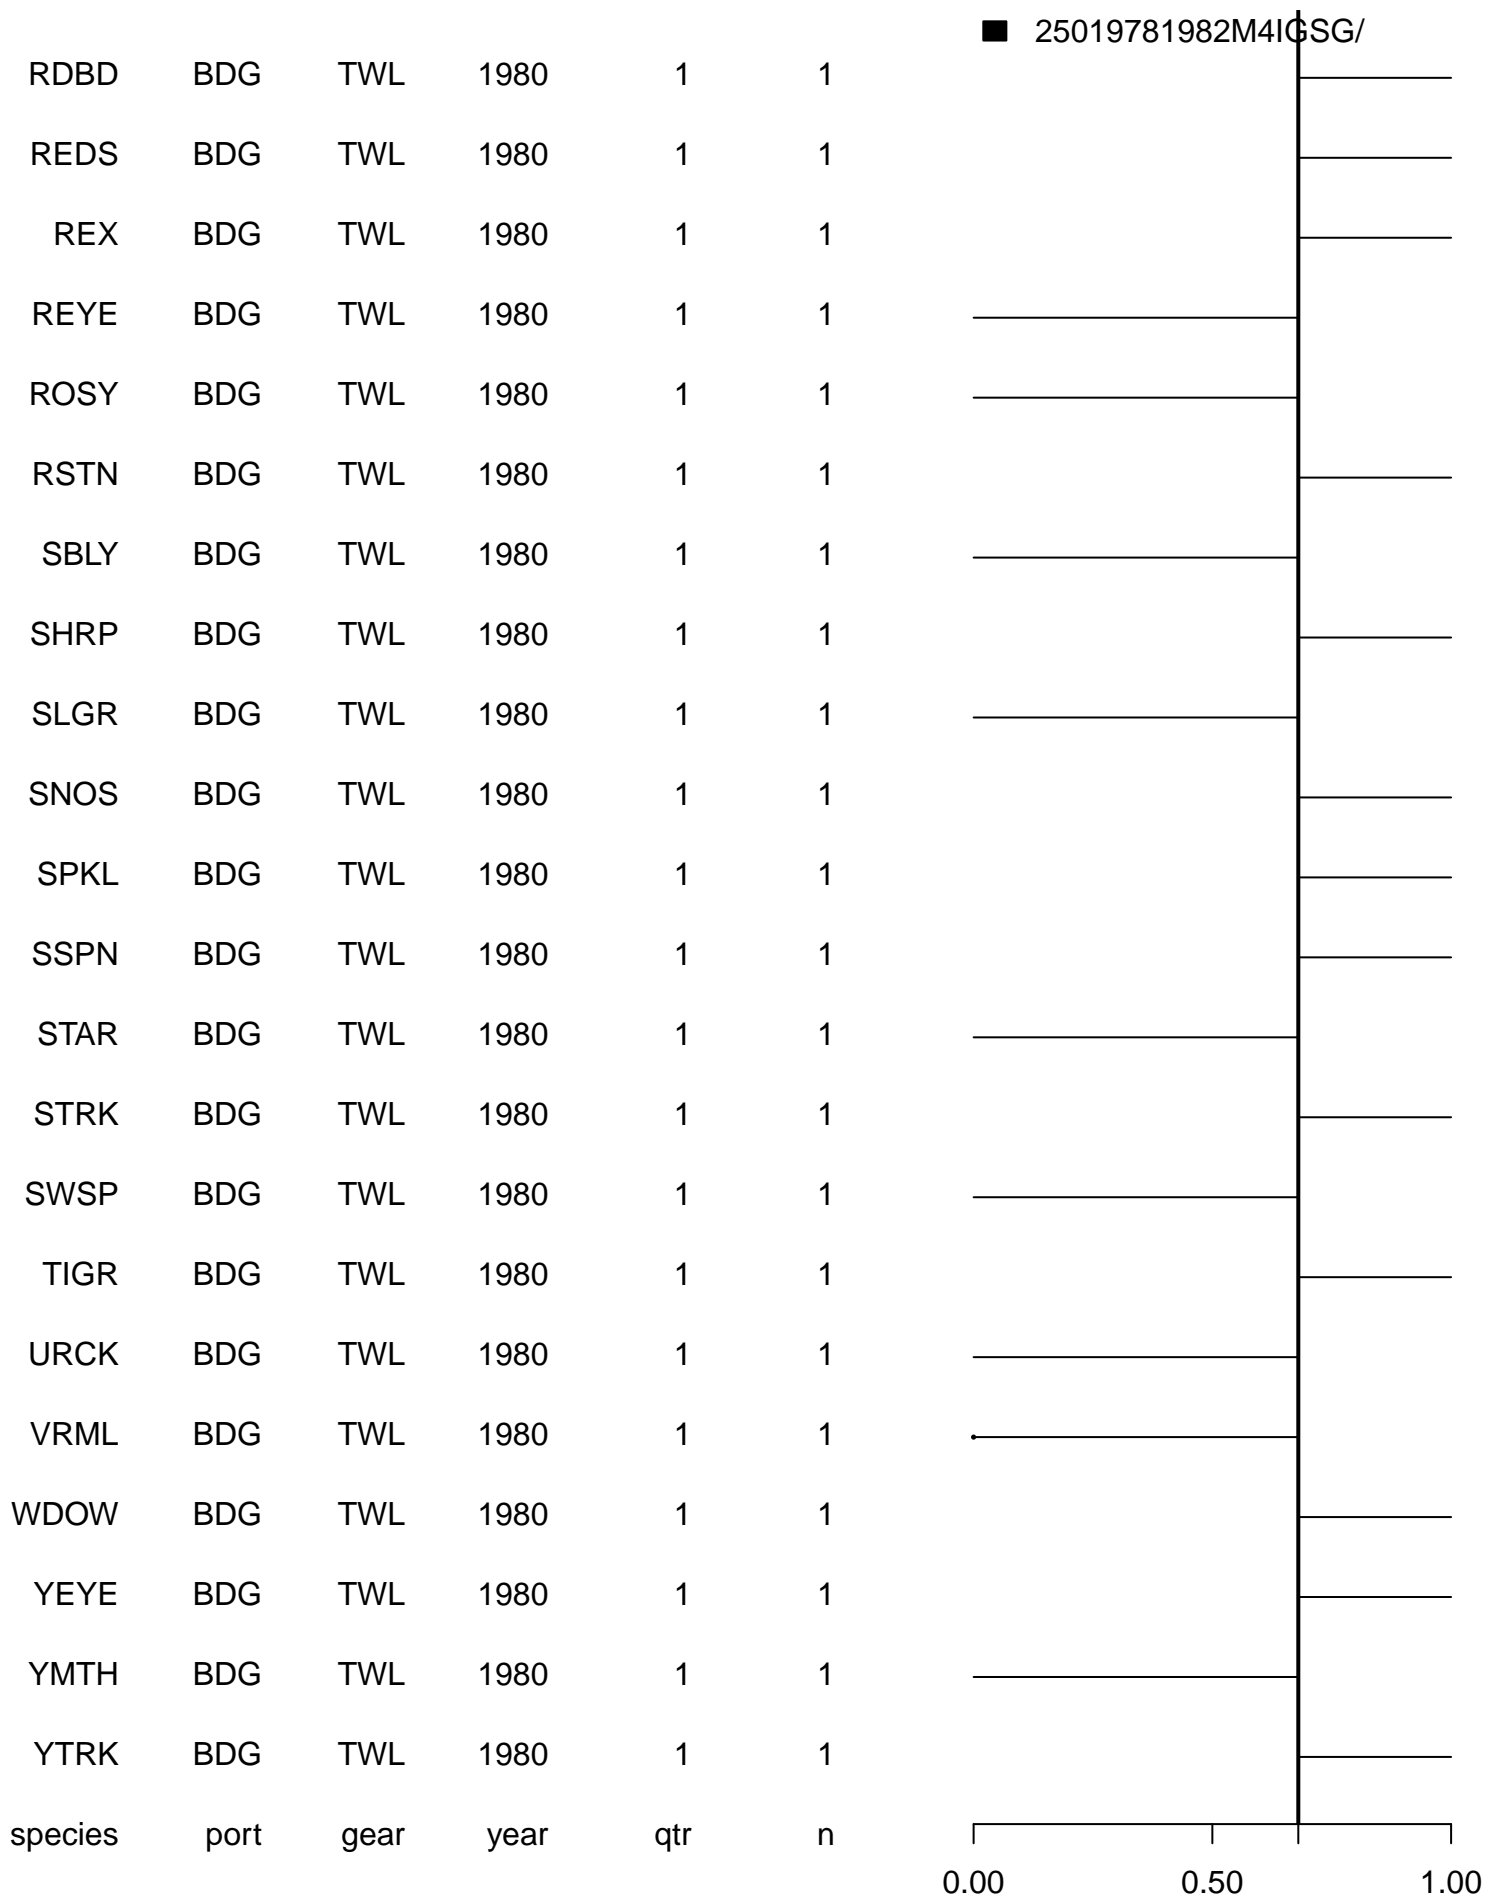 25019781982M4IGSG/
RDBD BDG TWL 1980 1 1
REDS BDG TWL 1980 1 1
REX BDG TWL 1980 1 1
REYE BDG TWL 1980 1 1
ROSY BDG TWL 1980 1 1
RSTN BDG TWL 1980 1 1
SBLY BDG TWL 1980 1 1
SHRP BDG TWL 1980 1 1
SLGR BDG TWL 1980 1 1
SNOS BDG TWL 1980 1 1
SPKL BDG TWL 1980 1 1
SSPN BDG TWL 1980 1 1
STAR BDG TWL 1980 1 1
STRK BDG TWL 1980 1 1
SWSP BDG TWL 1980 1 1
TIGR BDG TWL 1980 1 1
URCK BDG TWL 1980 1 1
VRML BDG TWL 1980 1 1
WDOW BDG TWL 1980 1 1
YEYE BDG TWL 1980 1 1
YMTH BDG TWL 1980 1 1
YTRK BDG TWL 1980 1 1
species port gear year qtr n
0.00 0.50 1.00